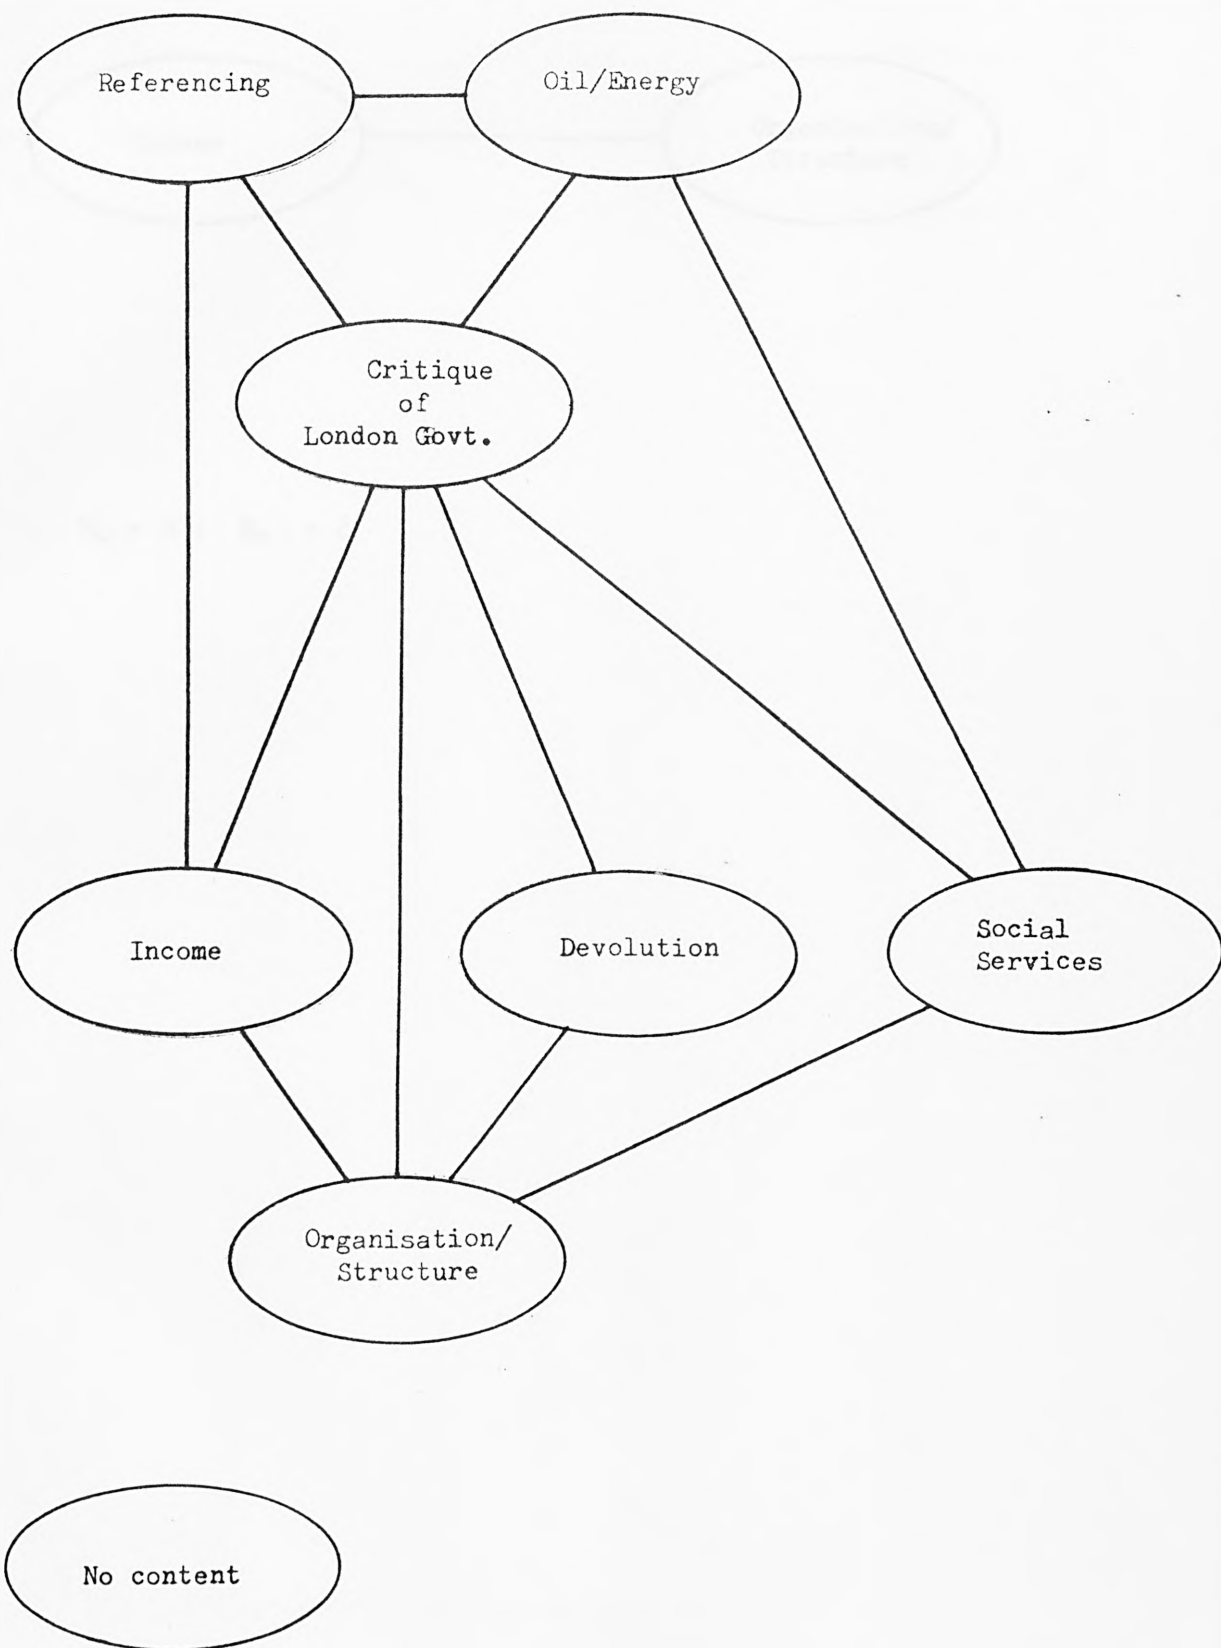 Referencing
Oil/Energy
Critique
of
London Govt.
Income
Devolution
Social
Services
Organisation/
Structure
No content